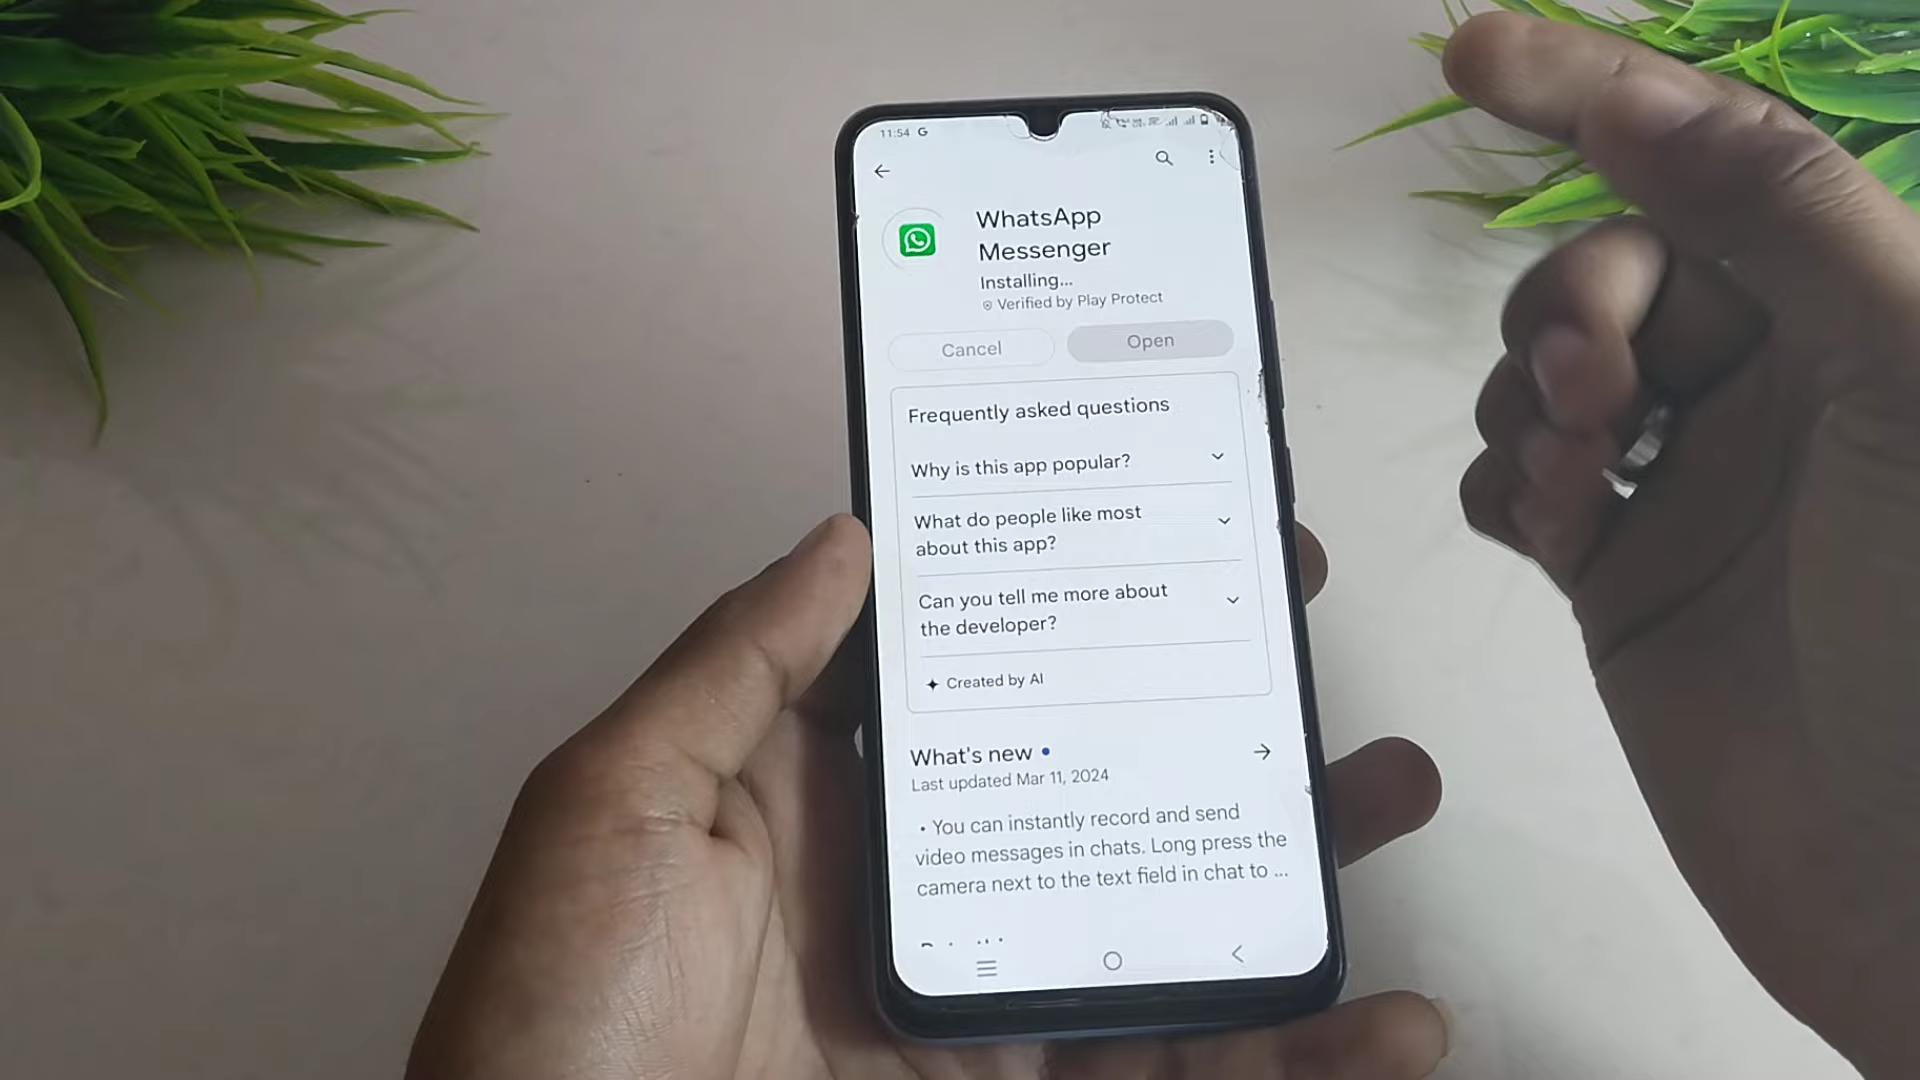 11:54 G
WhatsApp
Messenger
Installing...
Verified by Play Protect
Cancel
Open
Frequently asked questions
Why is this app popular?
What do people like most
about this app?
Can you tell me more about
the developer?
Created by AI
What's new
Last updated Mar 11, 2024
• You can instantly record and send
video messages in chats. Long press the
camera next to the text field in chat to ...